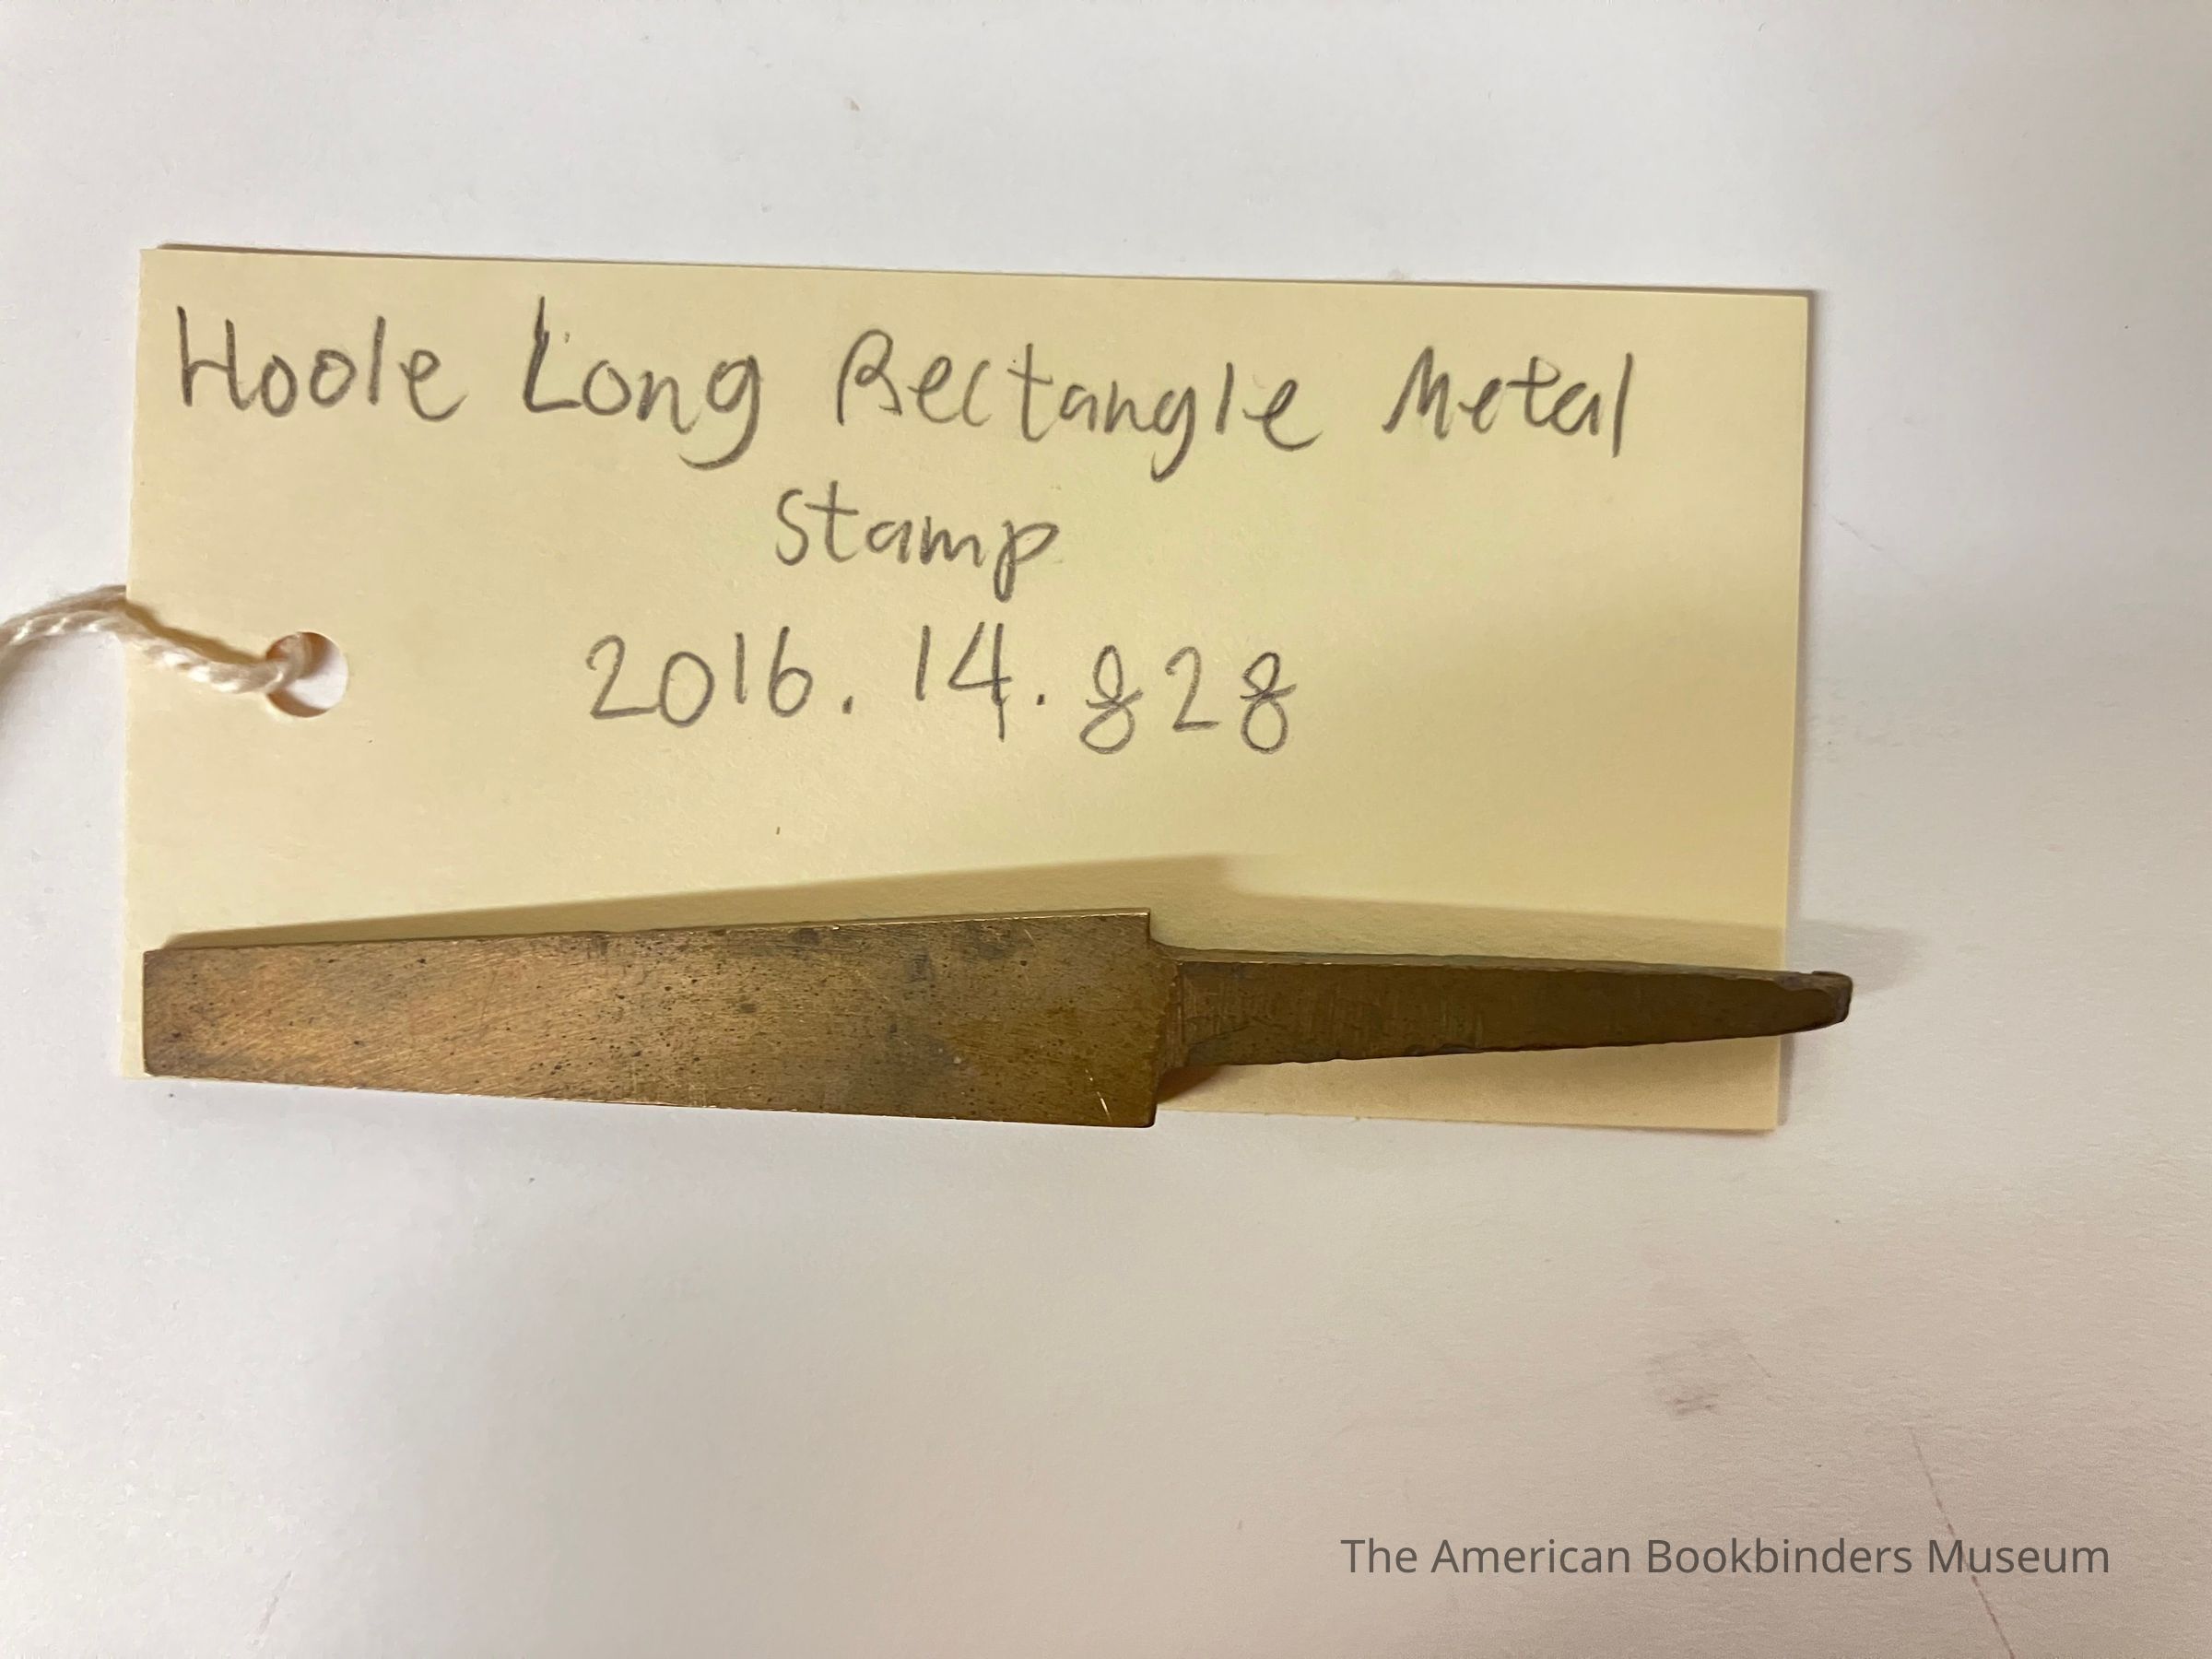 Hoole Long Rectangle Metal
Stamp
2016.14.828
The American Bookbinders Museum